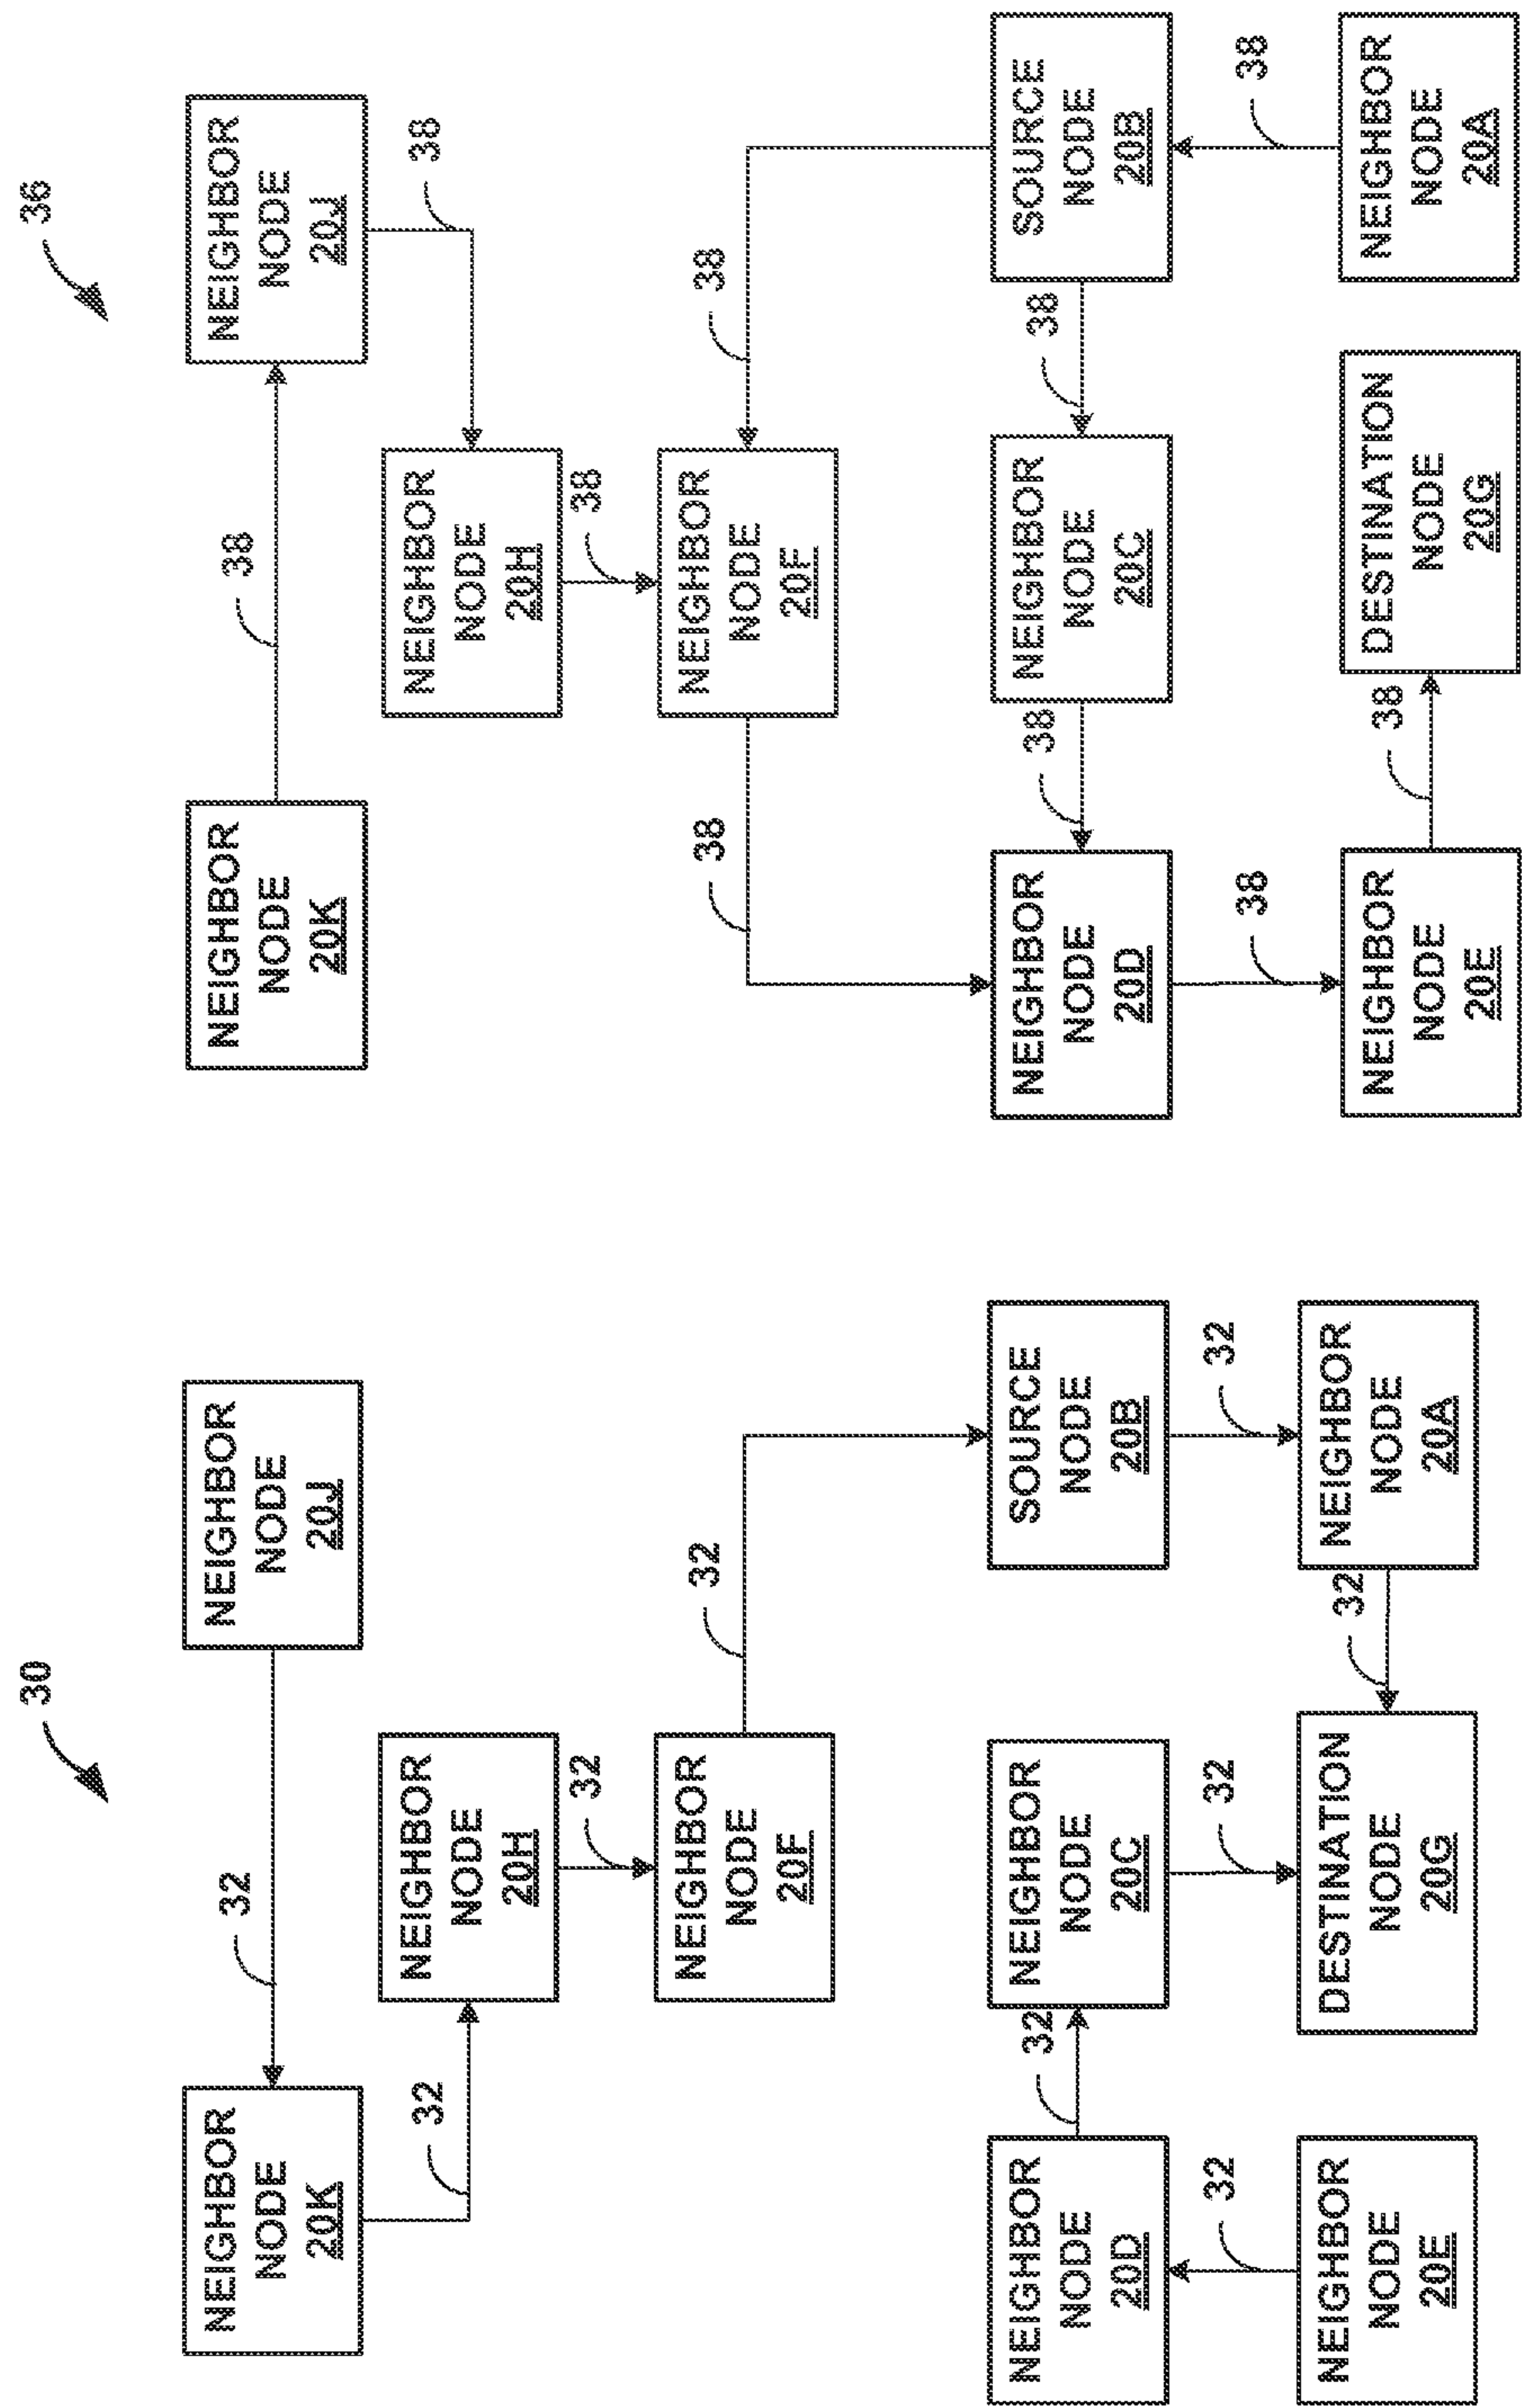 30
NEIGHBOR
NODE
20K
32
NEIGHBOR
NODE
20J
32
NEIGHBOR
NODE
20H
32
NEIGHBOR
NODE
20F
32
NEIGHBOR
NODE
20D
32
NEIGHBOR
NODE
20C
SOURCE
NODE
20B
32
32
32
NEIGHBOR
NODE
20E
DESTINATION
NODE
20G
32
NEIGHBOR
NODE
20A
36
NEIGHBOR
NODE
20K
38
NEIGHBOR
NODE
20J
38
NEIGHBOR
NODE
20H
38
38
NEIGHBOR
NODE
20F
38
NEIGHBOR
NODE
20D
38
NEIGHBOR
NODE
20C
38
SOURCE
NODE
20B
38
38
NEIGHBOR
NODE
20E
38
DESTINATION
NODE
20G
NEIGHBOR
NODE
20A